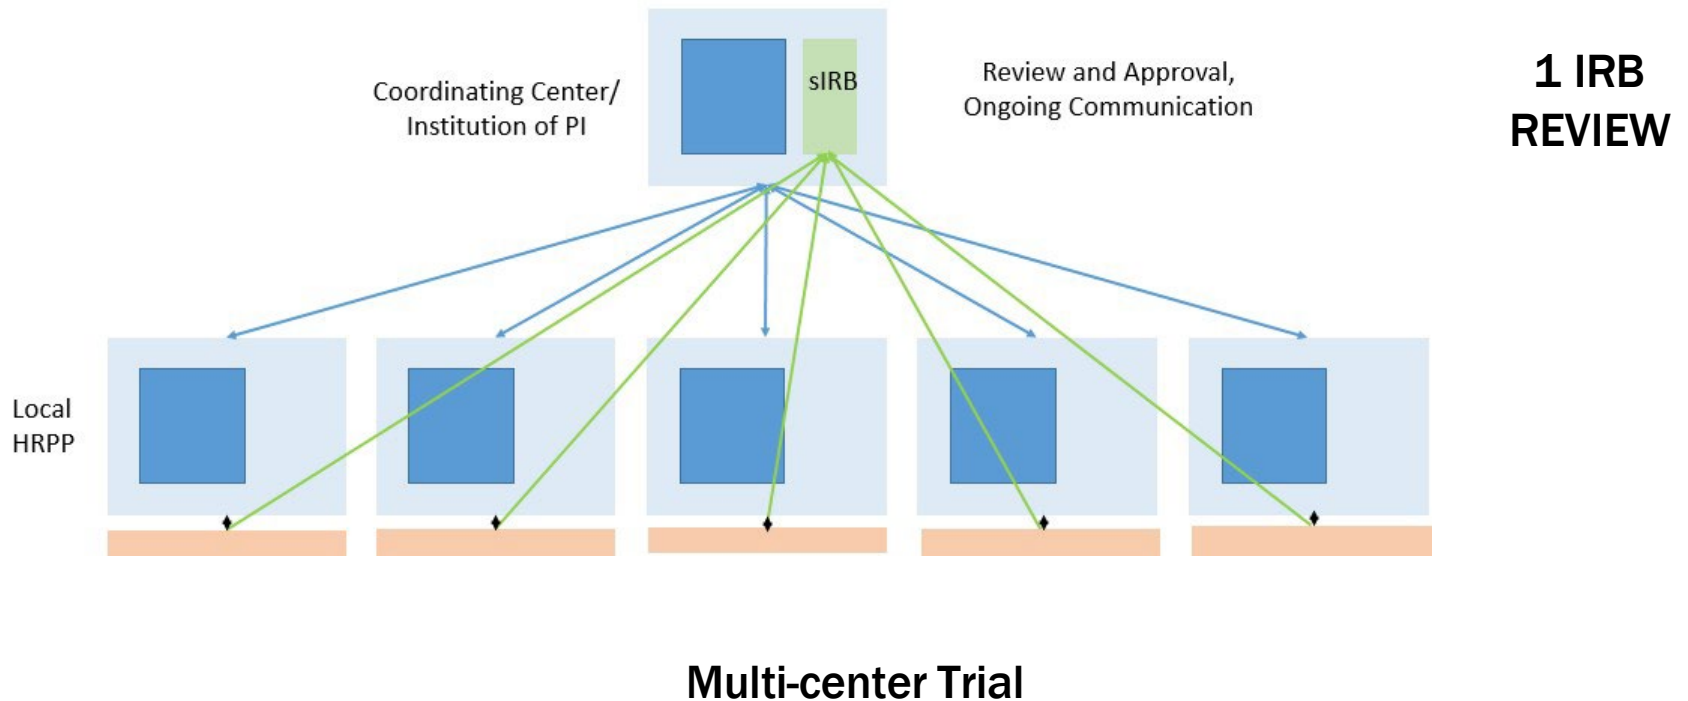 Coordinating Center/
Institution of PI
sIRB
Review and Approval,
Ongoing Communication
1 IRB
REVIEW
Local
HRPP
Multi-center Trial